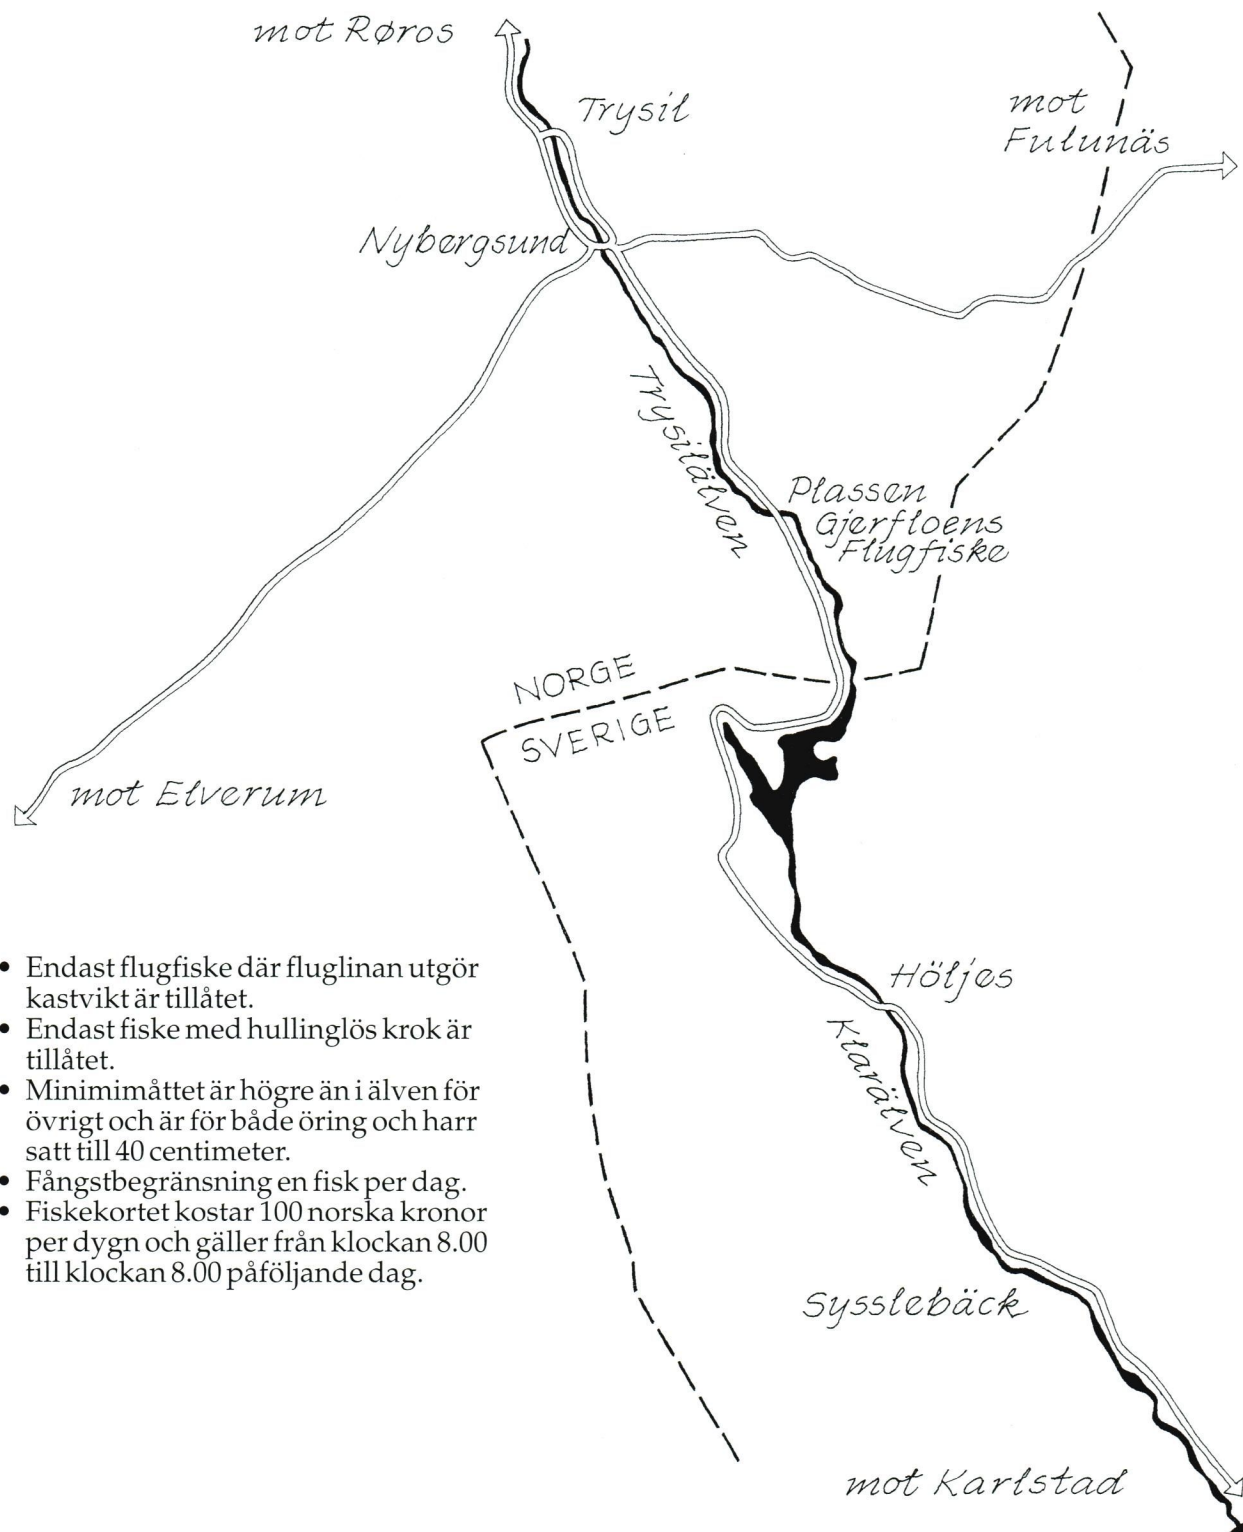 mot Røros
Trysil
mot
Fulunäs
Nybergsund
Trysilälven
Plassen
Gjerfloens
Flugfiske
NORGE
SVERIGE
mot Elverum
• Endast flugfiske där fluglinan utgör
kastvikt är tillåtet.
• Endast fiske med hullinglös krok är
tillåtet.
• Minimimåttet är högre än i älven för
övrigt och är för både öring och harr
satt till 40 centimeter.
• Fångstbegränsning en fisk per dag.
• Fiskekortet kostar 100 norska kronor
per dygn och gäller från klockan 8.00
till klockan 8.00 påföljande dag.
Höljes
Klarälven
Sysslebäck
mot Karlstad